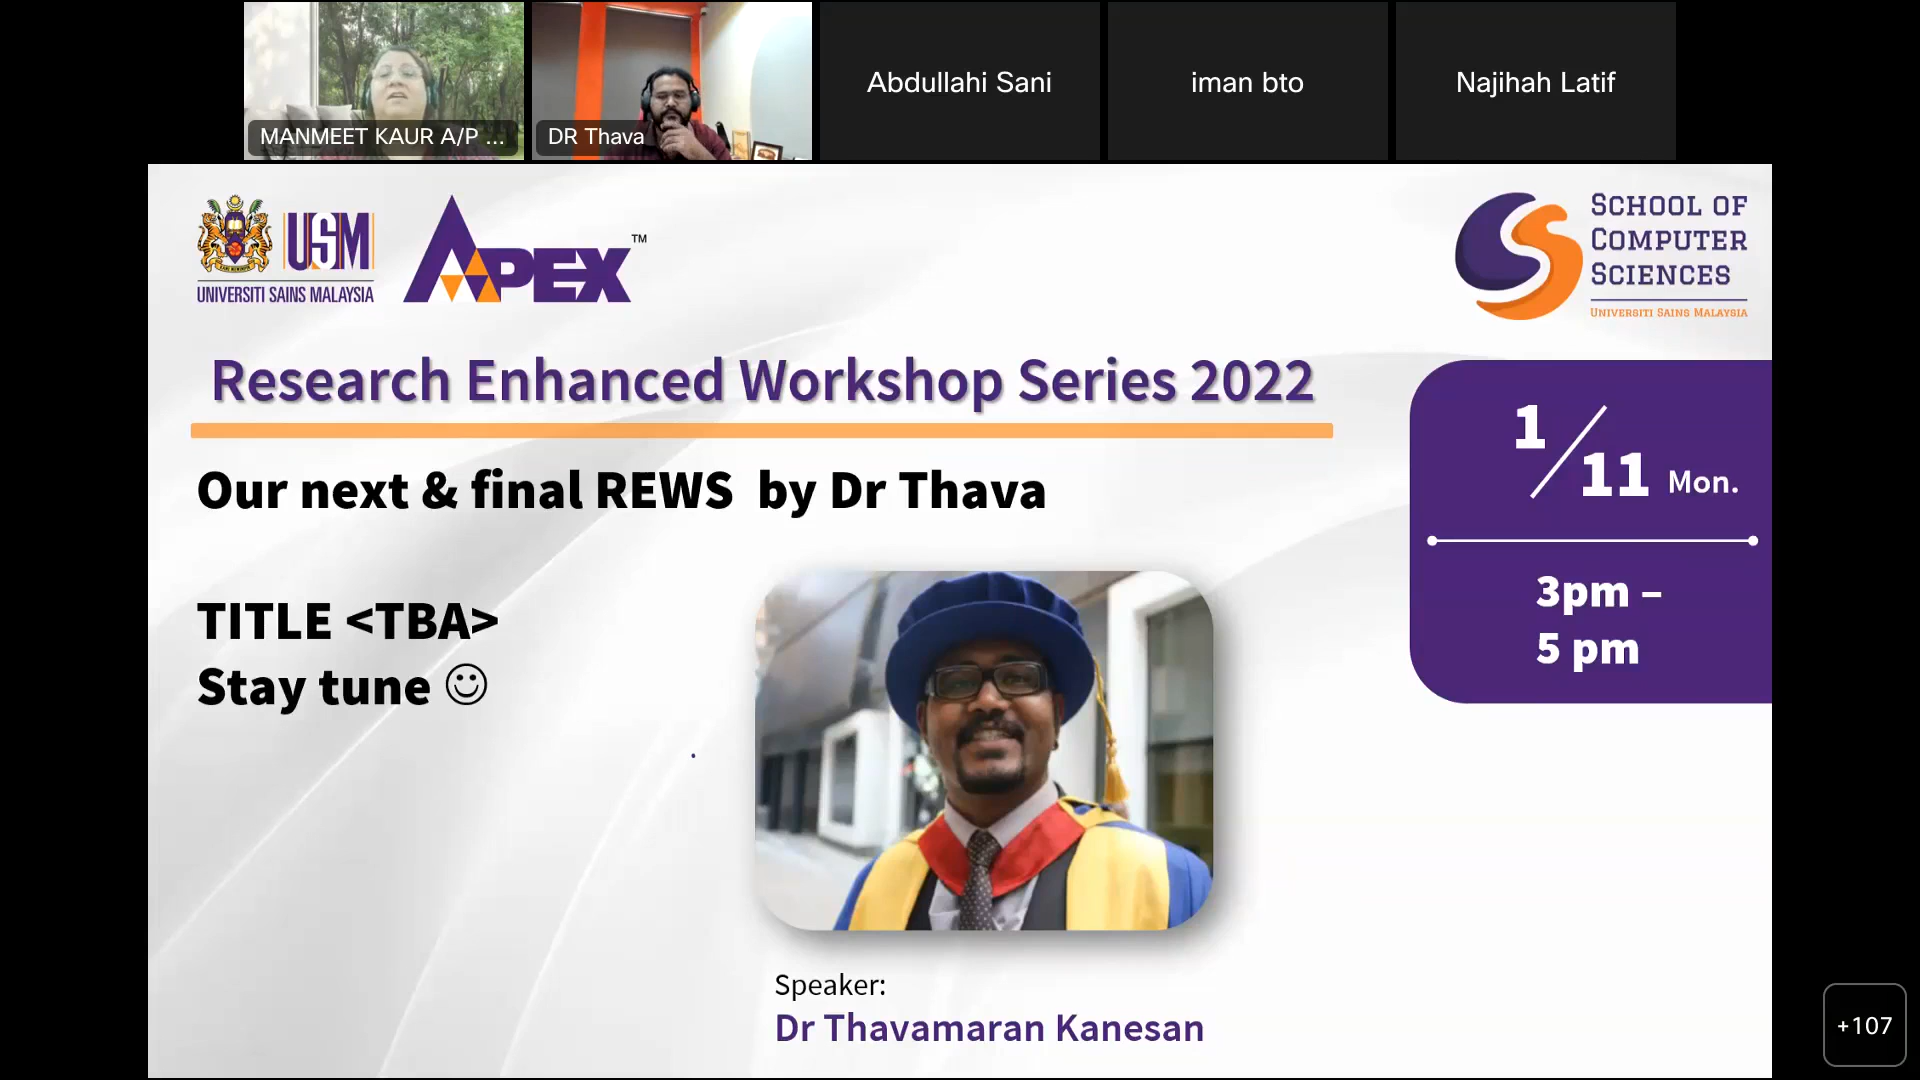 MANMEET KAUR A/P ...
DR Thava
Abdullahi Sani
iman bto
Najihah Latif
USM
UNIVERSITI SAINS MALAYSIA
APEX™
SCHOOL OF
COMPUTER
SCIENCES
UNIVERSITI SAINS MALAYSIA
Research Enhanced Workshop Series 2022
1/11 Mon.
3pm –
5 pm
Our next & final REWS by Dr Thava
TITLE <TBA>
Stay tune ☺
Speaker:
Dr Thavamaran Kanesan
+107